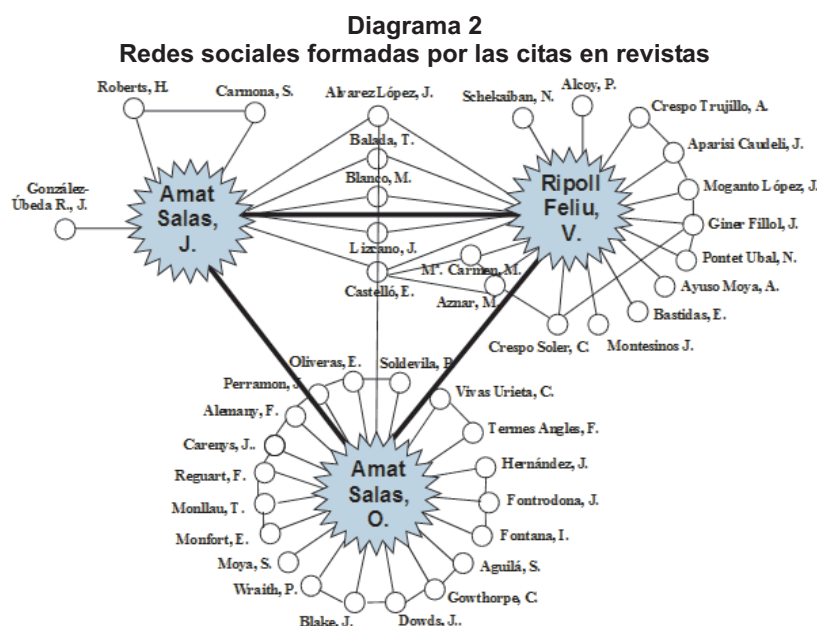 Diagrama 2
Redes sociales formadas por las citas en revistas
Roberts, H.
Carmona, S.
Alvarez López, J.
Schekaiban, N.
Alcoy, P.
Crespo Trujillo, A.
Balada, T.
Aparisi Caudeli, J.
Blanco, M.
González-
Úbeda R., J.
Amat
Salas,
J.
Ripoll
Feliu,
V.
Moganto López, J.
Giner Fillol, J.
Lizcano, J.
Pontet Ubal, N.
Mª. Carmen, M.
Castelló, E.
Aznar, M.
Ayuso Moya, A.
Bastidas, E.
Crespo Soler, C.
Montesinos J.
Oliveras, E.
Soldevila, P.
Perramon, J.
Vivas Urieta, C.
Alemany, F.
Termes Angles, F.
Carenys, J..
Hernández, J.
Reguart, F.
Amat
Salas,
O.
Fontrodona, J.
Monllau, T.
Monfort, E.
Fontana, I.
Moya, S.
Aguilá, S.
Wraith, P.
Gowthorpe, C.
Blake, J.
Dowds, J..